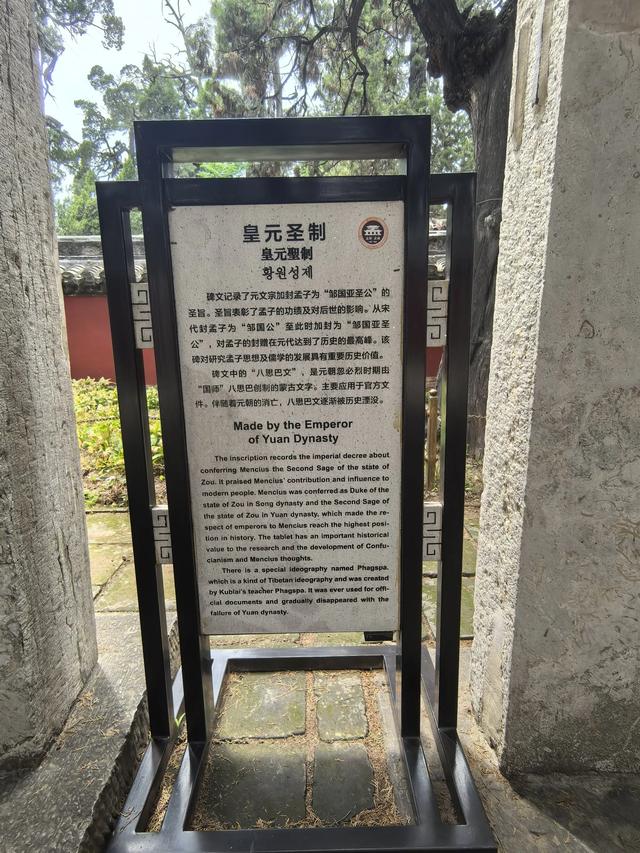 皇元圣制
孟
皇元聖制
황원성제
碑文记录了元文宗加封孟子为“邹国亚圣公”的
圣旨。圣旨表彰了孟子的功绩及对后世的影响。从宋
代封孟子为“邹国公”至此时加封为“邹国亚圣
公”，对孟子的封赠在元代达到了历史的最高峰。该
碑对研究孟子思想及儒学的发展具有重要历史价值。
碑文中的“八思巴文”、是元朝忽必烈时期由
“国师”八思巴创制的蒙古文字。主要应用于官方文
件。伴随着元朝的消亡，八思巴文逐渐被历史湮没。
Made by the Emperor
of Yuan Dynasty
The inscription records the imperial decree about
conferring Mencius the Second Sage of the state of
Zou. It praised Mencius' contribution and influence to
modern people. Mencius was conferred as Duke of the
state of Zou in Song dynasty and the Second Sage of
the state of Zou in Yuan dynasty, which made the re-
spect of emperors to Mencius reach the highest posi-
tion in history. The tablet has an important historical
value to the research and the development of Confu-
cianism and Mencius thoughts.
There is a special ideography named Phagspa,
which is a kind of Tibetan ideography and was created
by Kublai's teacher Phagspa. It was ever used for offi-
cial documents and gradually disappeared with the
failure of Yuan dynasty.